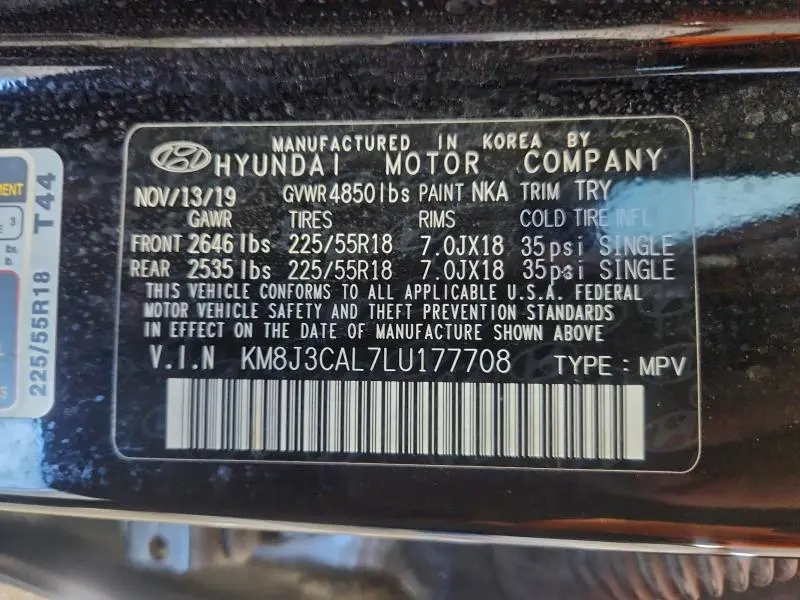 MANUFACTURED IN KOREA BY
HYUNDAI MOTOR COMPANY
NOV/13/19 GVWR 4850lbs PAINT NKA TRIM TRY
GAWR TIRES RIMS COLD TIRE INFL
FRONT 2646 lbs 225/55R18 7.0JX18 35psi SINGLE
REAR 2535 lbs 225/55R18 7.0JX18 35psi SINGLE
THIS VEHICLE CONFORMS TO ALL APPLICABLE U.S.A. FEDERAL
MOTOR VEHICLE SAFETY AND THEFT PREVENTION STANDARDS
IN EFFECT ON THE DATE OF MANUFACTURE SHOWN ABOVE
V.I.N KM8J3CAL7LU177708 TYPE : MPV
225/55R18 T44